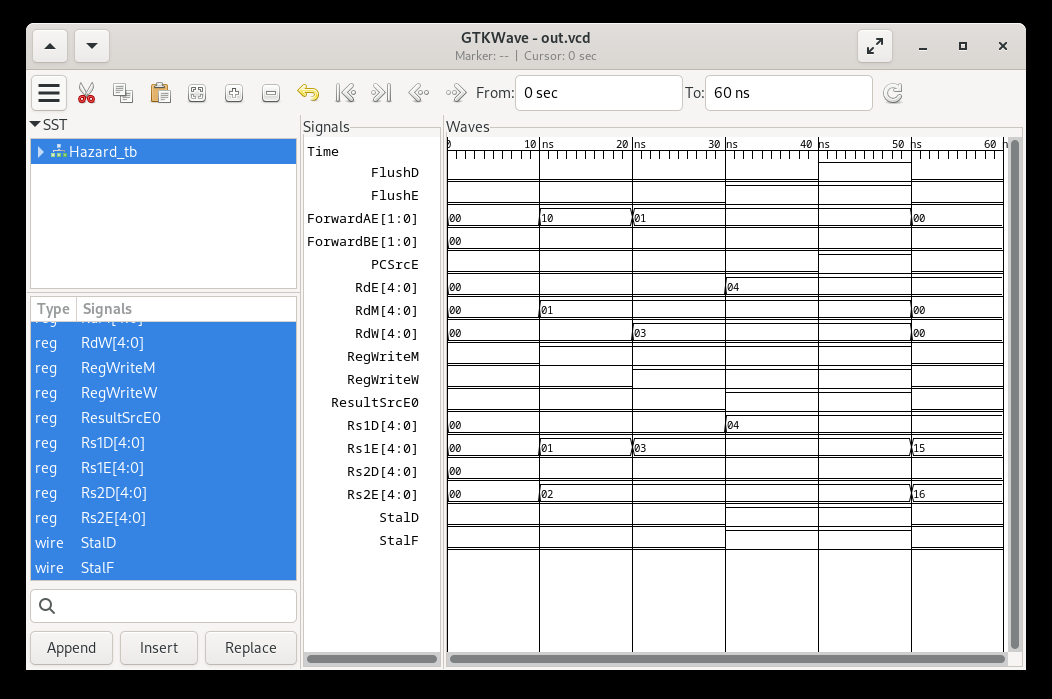 GTKWave - out.vcd
Marker: -- | Cursor: 0 sec
From: 0 sec To: 60 ns
SST
Hazard_tb
Type Signals
reg RdW[4:0]
reg RegWriteM
reg RegWriteW
reg ResultSrcE0
reg Rs1D[4:0]
reg Rs1E[4:0]
reg Rs2D[4:0]
reg Rs2E[4:0]
wire StalD
wire StalF
Append Insert Replace
Signals
Time
FlushD
FlushE
ForwardAE[1:0]
ForwardBE[1:0]
PCSrcE
RdE[4:0]
RdM[4:0]
RdW[4:0]
RegWriteM
RegWriteW
ResultSrcE0
Rs1D[4:0]
Rs1E[4:0]
Rs2D[4:0]
Rs2E[4:0]
StalD
StalF
Waves
0 10 ns 20 ns 30 ns 40 ns 50 ns 60
00 10 01 00
00
00 04
00 01 00
00 03 00
00 04
00 01 03 15
00
00 02 16